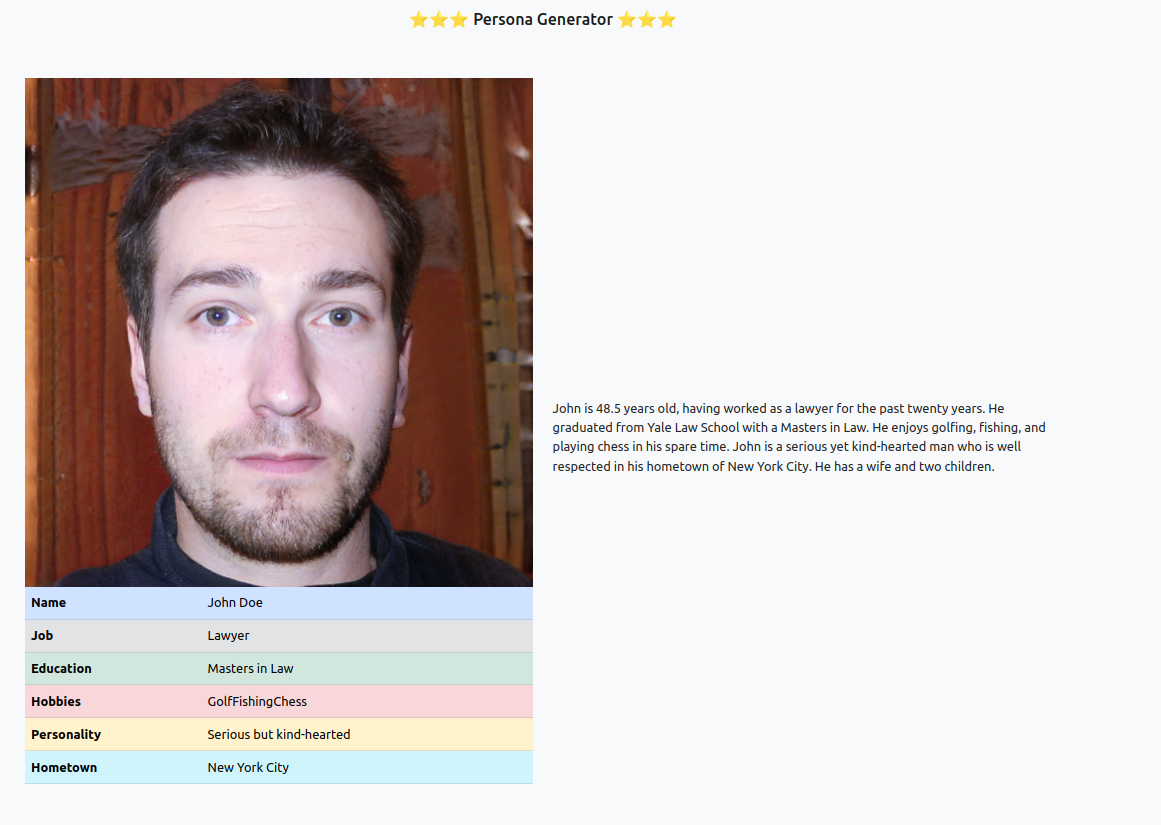 ⭐⭐⭐ Persona Generator ⭐⭐⭐
John is 48.5 years old, having worked as a lawyer for the past twenty years. He
graduated from Yale Law School with a Masters in Law. He enjoys golfing, fishing, and
playing chess in his spare time. John is a serious yet kind-hearted man who is well
respected in his hometown of New York City. He has a wife and two children.
Name John Doe
Job Lawyer
Education Masters in Law
Hobbies GolfFishingChess
Personality Serious but kind-hearted
Hometown New York City